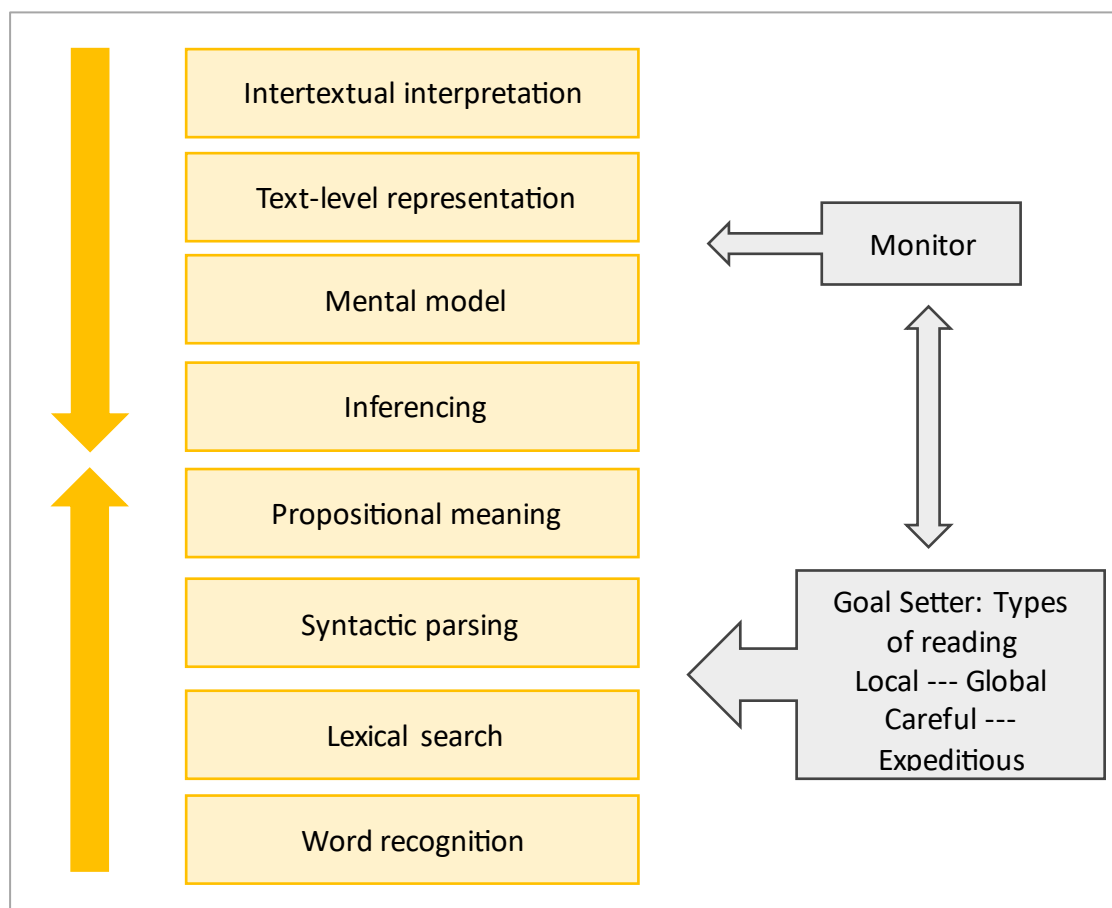 Intertextual interpretation
Text-level representation
Mental model
Inferencing
Propositional meaning
Syntactic parsing
Lexical search
Word recognition
Monitor
Goal Setter: Types
of reading
Local --- Global
Careful ---
Expeditious